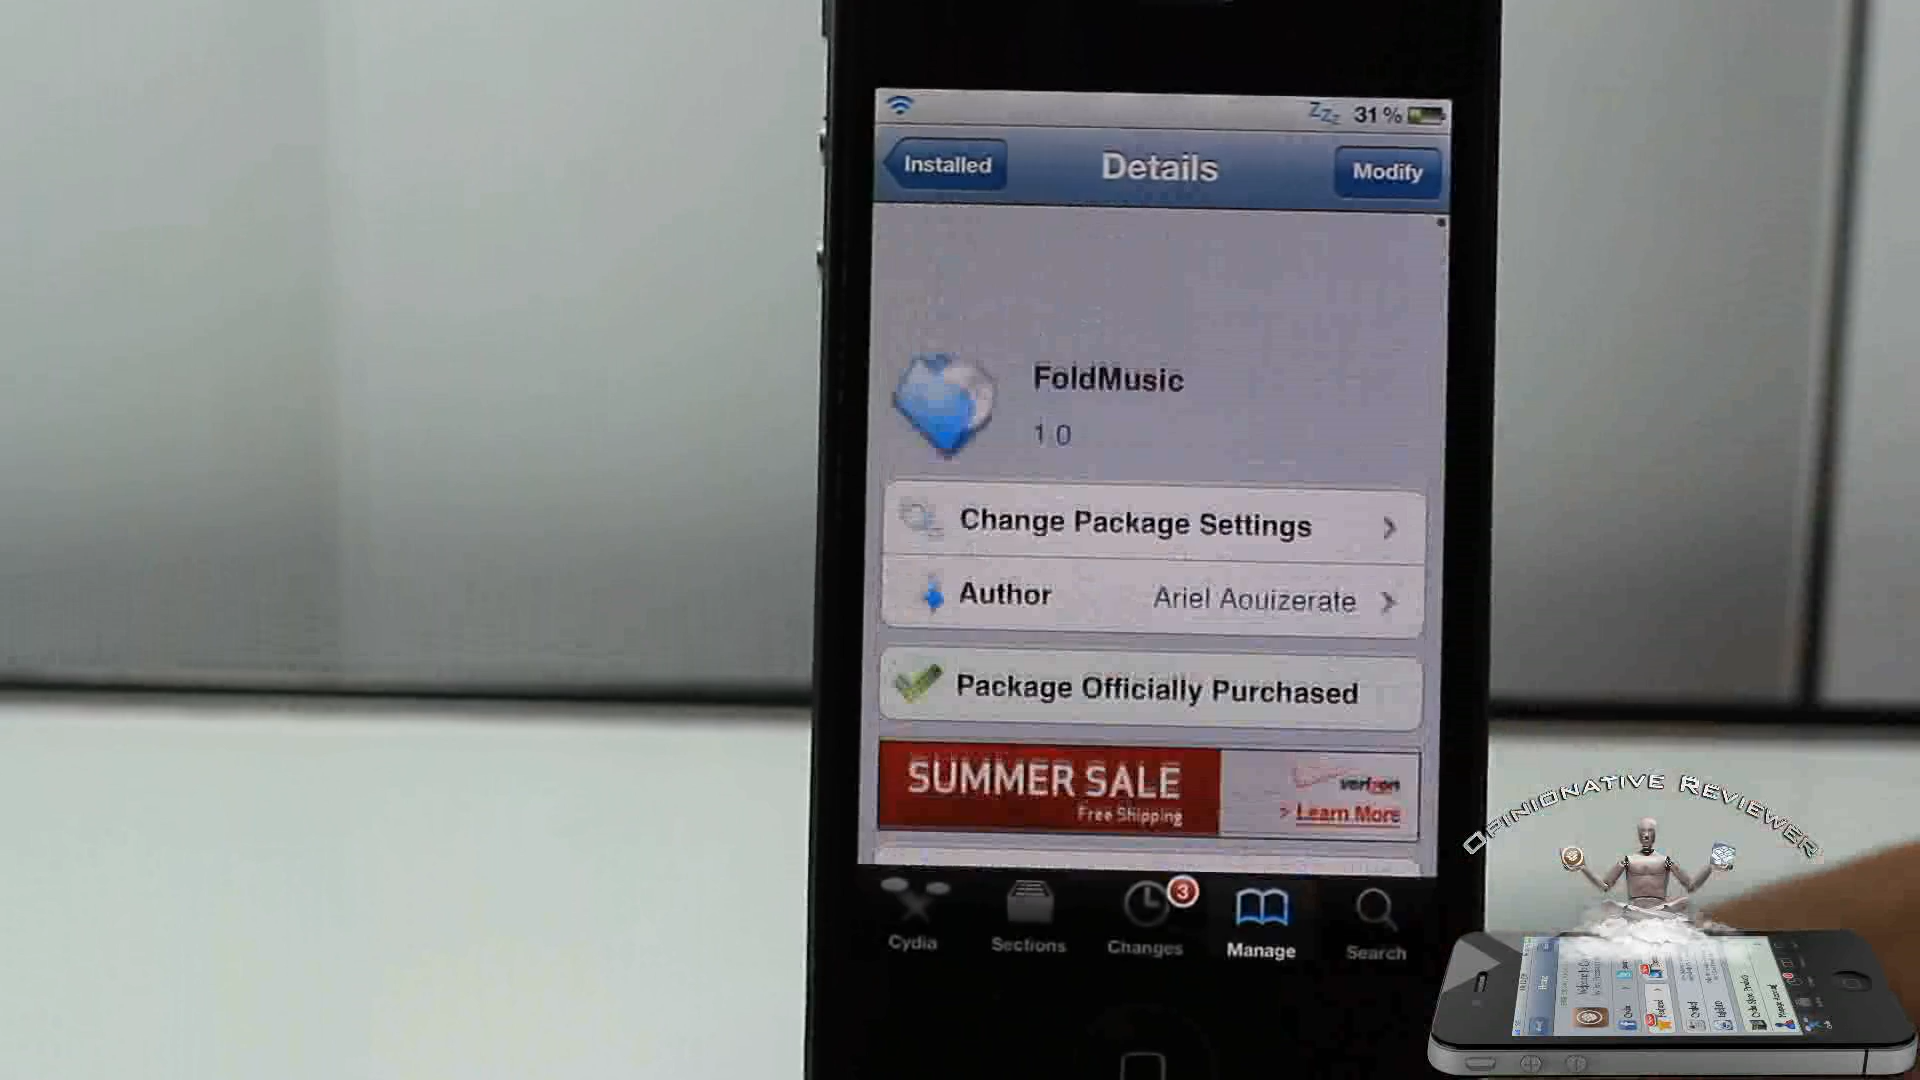 ZZz 31% 
Installed Details Modify
FoldMusic
1.0
Change Package Settings
Author Ariel Aouizerate
Package Officially Purchased
SUMMER SALE
Free Shipping
verizon
> Learn More
3
Cydia Sections Changes Manage Search
OPINIONATIVE REVIEWER